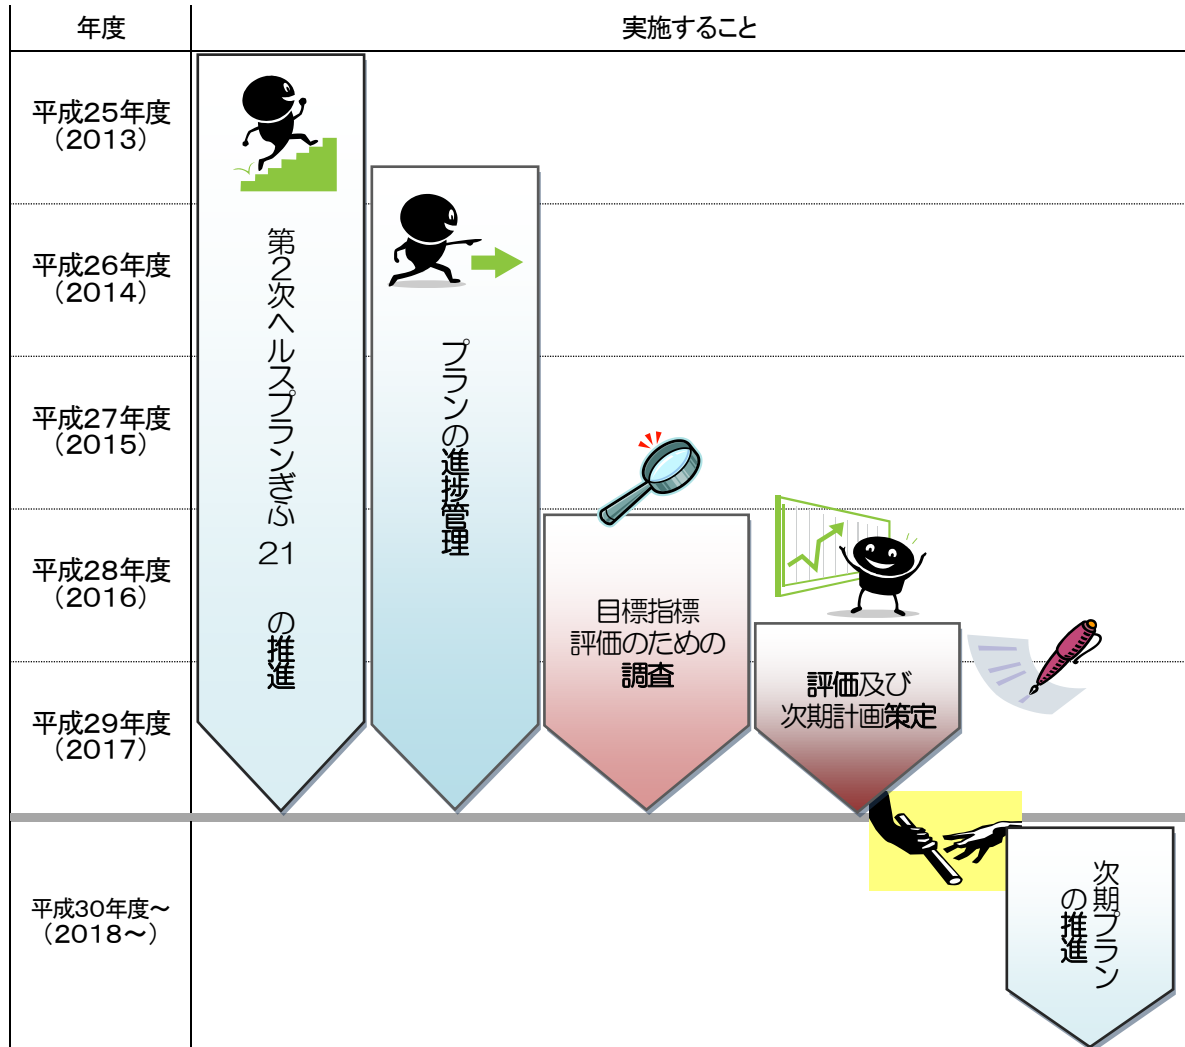 年度
実施すること
平成25年度
（2013）
平成26年度
（2014）
平成27年度
（2015）
平成28年度
（2016）
平成29年度
（2017）
平成30年度～
（2018～）
第２次ヘルスプランぎふ 21 の推進
プランの進捗管理
目標指標
評価のための
調査
評価及び
次期計画策定
次期プラン
の推進